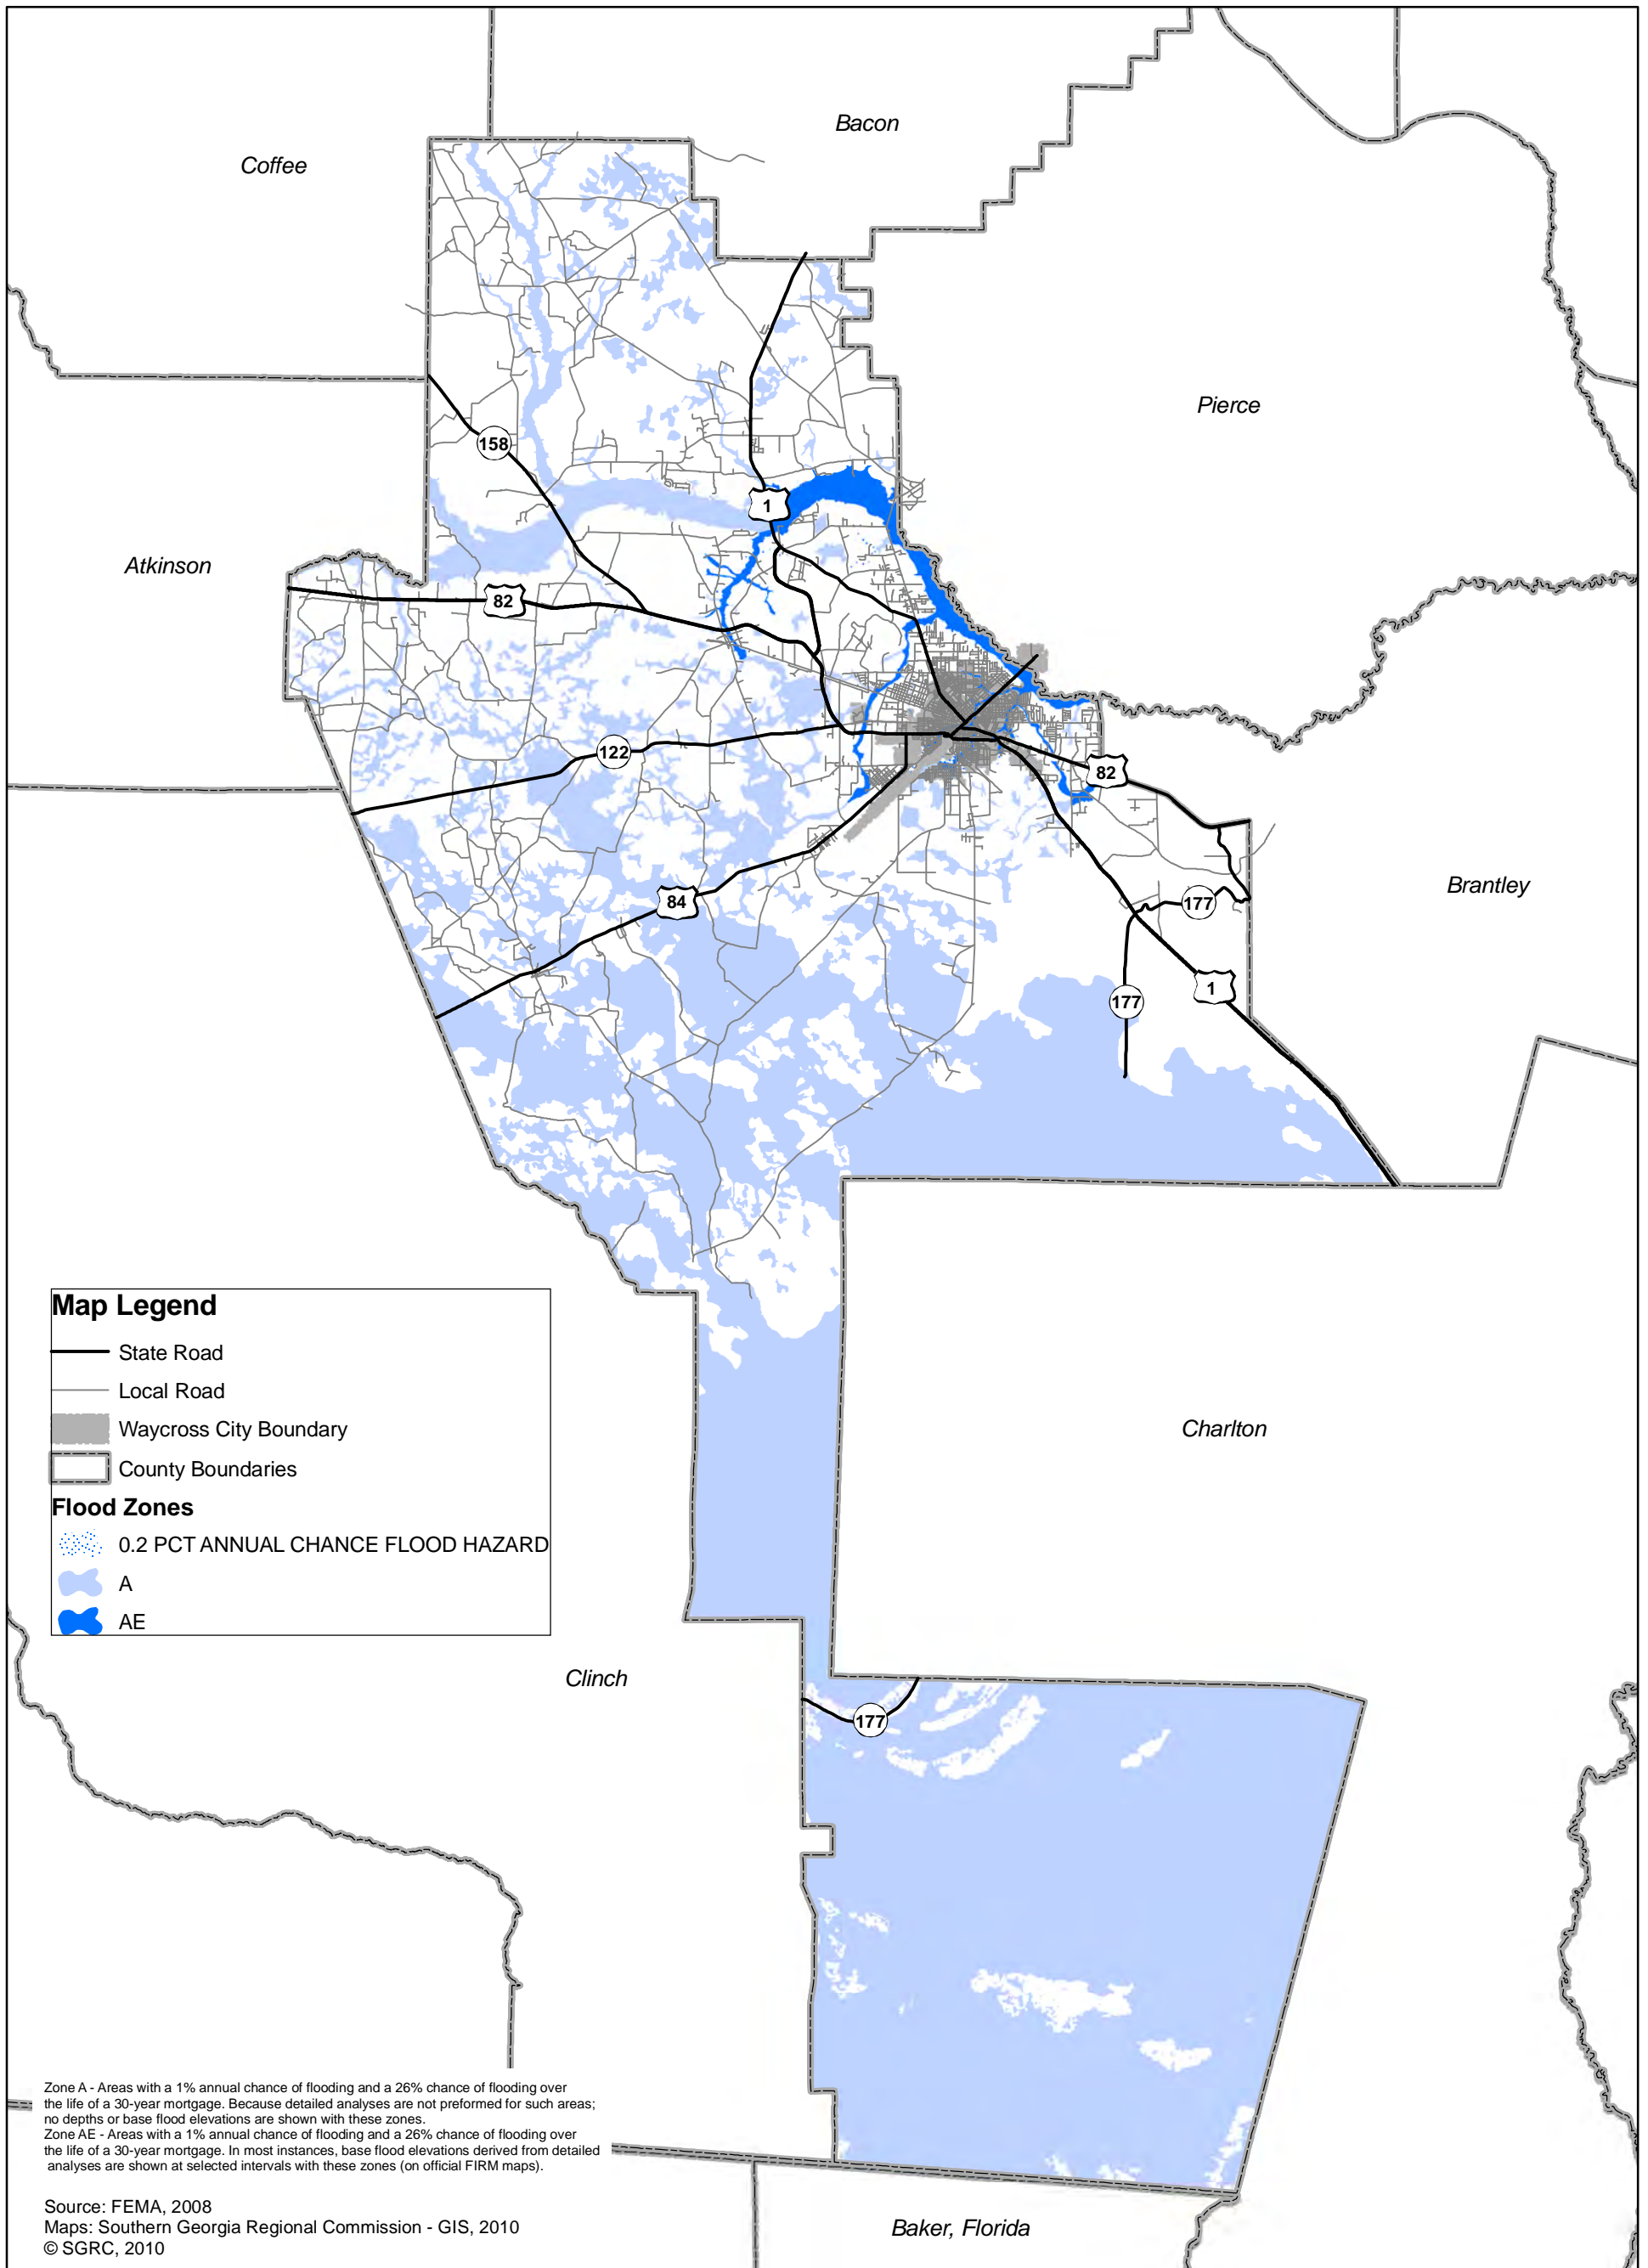 Bacon
Coffee
Pierce
158
1
Atkinson
82
122
82
84
Brantley
177
1
177
Map Legend
State Road
Local Road
Waycross City Boundary
County Boundaries
Flood Zones
0.2 PCT ANNUAL CHANCE FLOOD HAZARD
A
AE
Charlton
Clinch
177
Zone A - Areas with a 1% annual chance of flooding and a 26% chance of flooding over
the life of a 30-year mortgage. Because detailed analyses are not preformed for such areas;
no depths or base flood elevations are shown with these zones.
Zone AE - Areas with a 1% annual chance of flooding and a 26% chance of flooding over
the life of a 30-year mortgage. In most instances, base flood elevations derived from detailed
analyses are shown at selected intervals with these zones (on official FIRM maps).
Source: FEMA, 2008
Maps: Southern Georgia Regional Commission - GIS, 2010
© SGRC, 2010
Baker, Florida